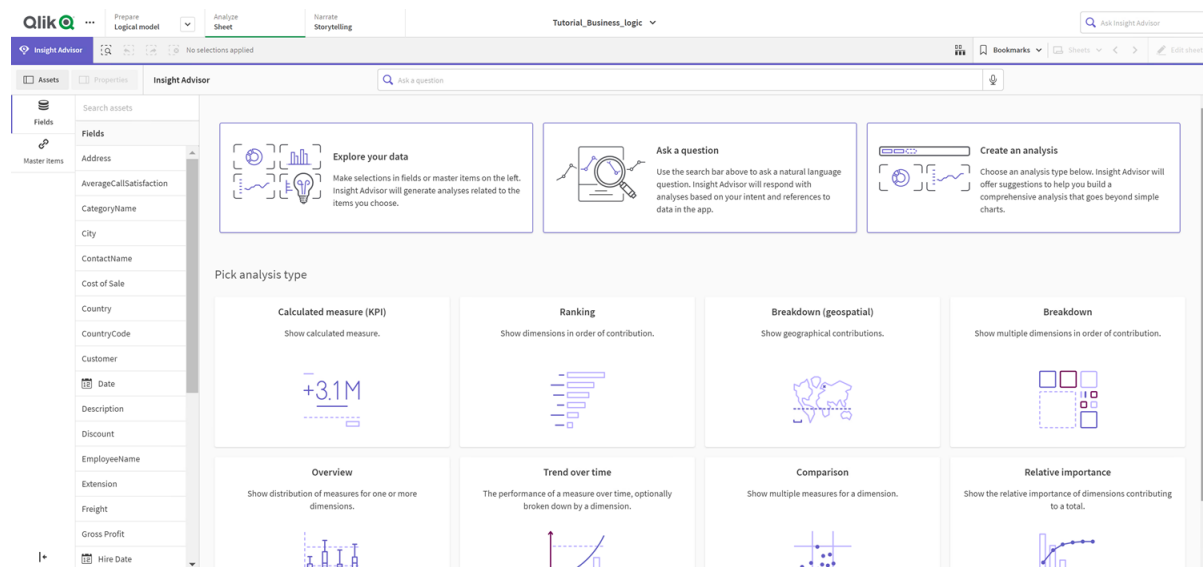 Qlik
Prepare
Logical model
Analyze
Sheet
Narrate
Storytelling
Tutorial_Business_logic
Ask Insight Advisor
Insight Advisor
No selections applied
Bookmarks
Sheets
Edit sheet
Assets
Properties
Insight Advisor
Ask a question
Fields
Master items
Search assets
Fields
Address
AverageCallSatisfaction
CategoryName
City
ContactName
Cost of Sale
Country
CountryCode
Customer
Date
Description
Discount
EmployeeName
Extension
Freight
Gross Profit
Hire Date
Explore your data
Make selections in fields or master items on the left.
Insight Advisor will generate analyses related to the
items you choose.
Ask a question
Use the search bar above to ask a natural language
question. Insight Advisor will respond with
analyses based on your intent and references to
data in the app.
Create an analysis
Choose an analysis type below. Insight Advisor will
offer suggestions to help you build a
comprehensive analysis that goes beyond simple
charts.
Pick analysis type
Calculated measure (KPI)
Show calculated measure.
+3.1M
Ranking
Show dimensions in order of contribution.
Breakdown (geospatial)
Show geographical contributions.
Breakdown
Show multiple dimensions in order of contribution.
Overview
Show distribution of measures for one or more
dimensions.
Trend over time
The performance of a measure over time, optionally
broken down by a dimension.
Comparison
Show multiple measures for a dimension.
Relative importance
Show the relative importance of dimensions contributing
to a total.